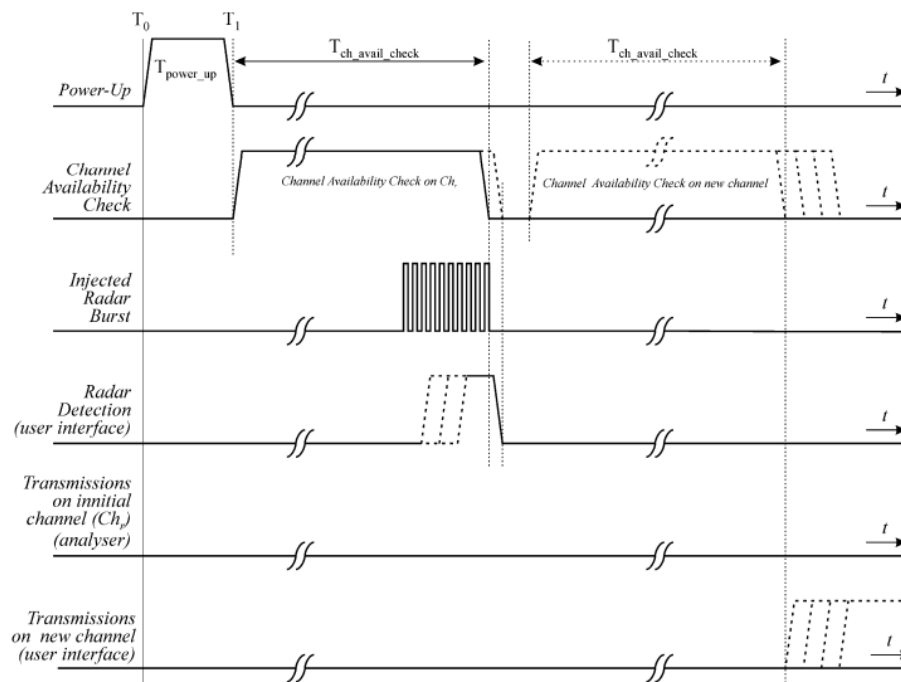 T0
T1
Tpower_up
Tch_avail_check
Tch_avail_check
Power-Up
t
Channel
Availability
Check
Channel Availability Check on Chr
Channel Availability Check on new channel
t
Injected
Radar
Burst
t
Radar
Detection
(user interface)
t
Transmissions
on innitial
channel (Chp)
(analyser)
t
Transmissions
on new channel
(user interface)
t